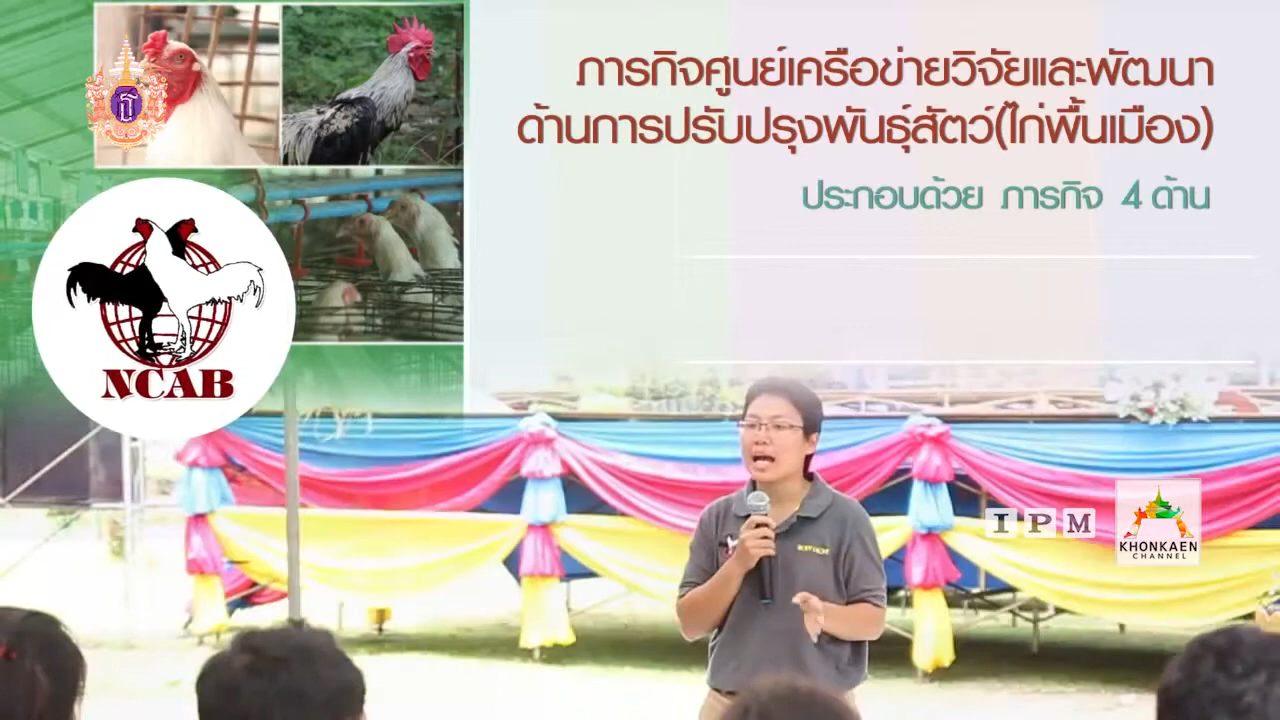 ภารกิจศูนย์เครือข่ายวิจัยและพัฒนา
ด้านการปรับปรุงพันธุ์สัตว์(ไก่พื้นเมือง)
ประกอบด้วย ภารกิจ 4 ด้าน
NCAB
IPM
KHONKAEN
CHANNEL